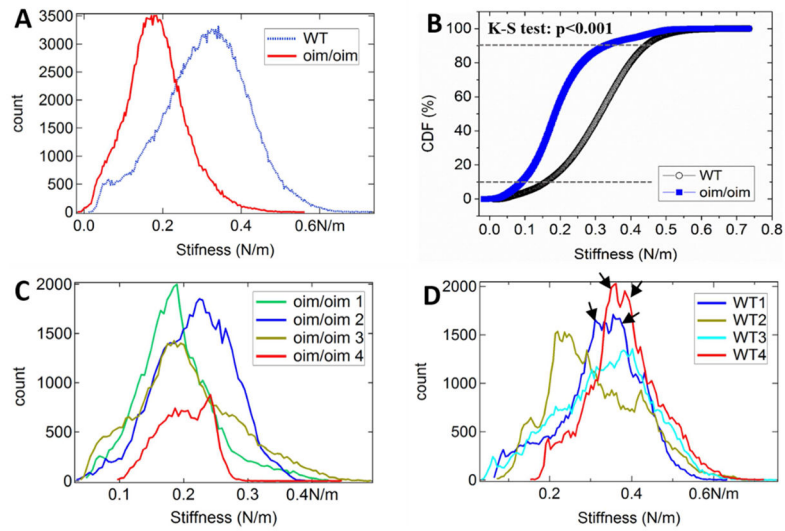 A
WT
oim/oim
count
3500
3000
2500
2000
1500
1000
500
0
0.0
0.2
0.4
0.6N/m
Stifness (N/m)
B
K-S test: p<0.001
CDF (%)
100
80
60
40
20
0
WT
oim/oim
0.0 0.1 0.2 0.3 0.4 0.5 0.6 0.7 0.8
Stiffness (N/m)
C
oim/oim 1
oim/oim 2
oim/oim 3
oim/oim 4
count
2000
1500
1000
500
0
0.1
0.2
0.3
0.4N/m
Stiffness (N/m)
D
WT1
WT2
WT3
WT4
count
2000
1500
1000
500
0
0.2
0.4
0.6N/m
Stiffness (N/m)